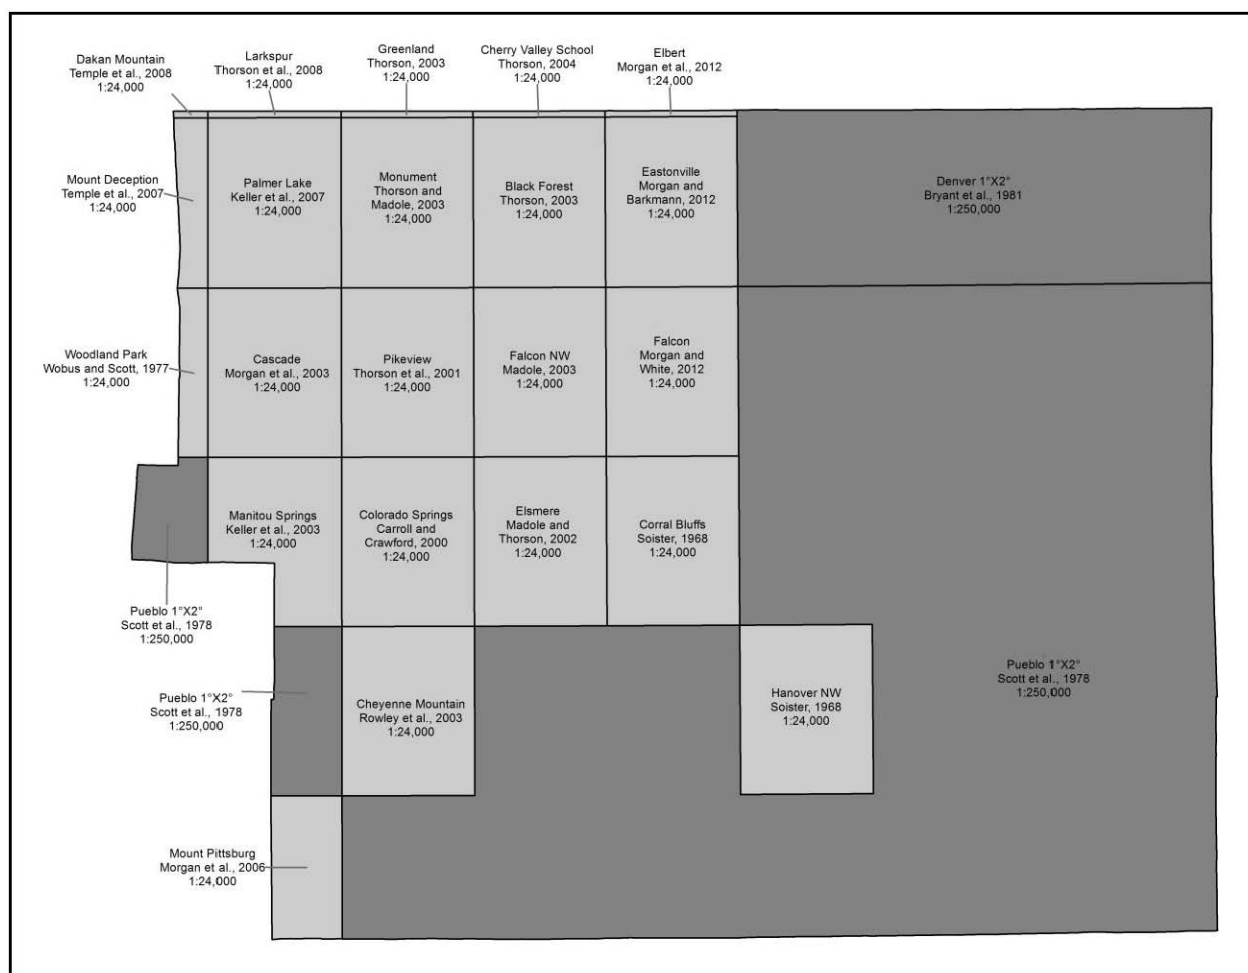 Dakan Mountain
Temple et al., 2008
1:24,000
Larkspur
Thorson et al., 2008
1:24,000
Greenland
Thorson, 2003
1:24,000
Cherry Valley School
Thorson, 2004
1:24,000
Elbert
Morgan et al., 2012
1:24,000
Mount Deception
Temple et al., 2007
1:24,000
Palmer Lake
Keller et al., 2007
1:24,000
Monument
Thorson and
Madole, 2003
1:24,000
Black Forest
Thorson, 2003
1:24,000
Eastonville
Morgan and
Barkmann, 2012
1:24,000
Denver 1°X2°
Bryant et al., 1981
1:250,000
Woodland Park
Wobus and Scott, 1977
1:24,000
Cascade
Morgan et al., 2003
1:24,000
Pikeview
Thorson et al., 2001
1:24,000
Falcon NW
Madole, 2003
1:24,000
Falcon
Morgan and
White, 2012
1:24,000
Manitou Springs
Keller et al., 2003
1:24,000
Colorado Springs
Carroll and
Crawford, 2000
1:24,000
Elsmere
Madole and
Thorson, 2002
1:24,000
Corral Bluffs
Soister, 1968
1:24,000
Pueblo 1°X2°
Scott et al., 1978
1:250,000
Pueblo 1°X2°
Scott et al., 1978
1:250,000
Cheyenne Mountain
Rowley et al., 2003
1:24,000
Hanover NW
Soister, 1968
1:24,000
Pueblo 1°X2°
Scott et al., 1978
1:250,000
Mount Pittsburg
Morgan et al., 2006
1:24,000